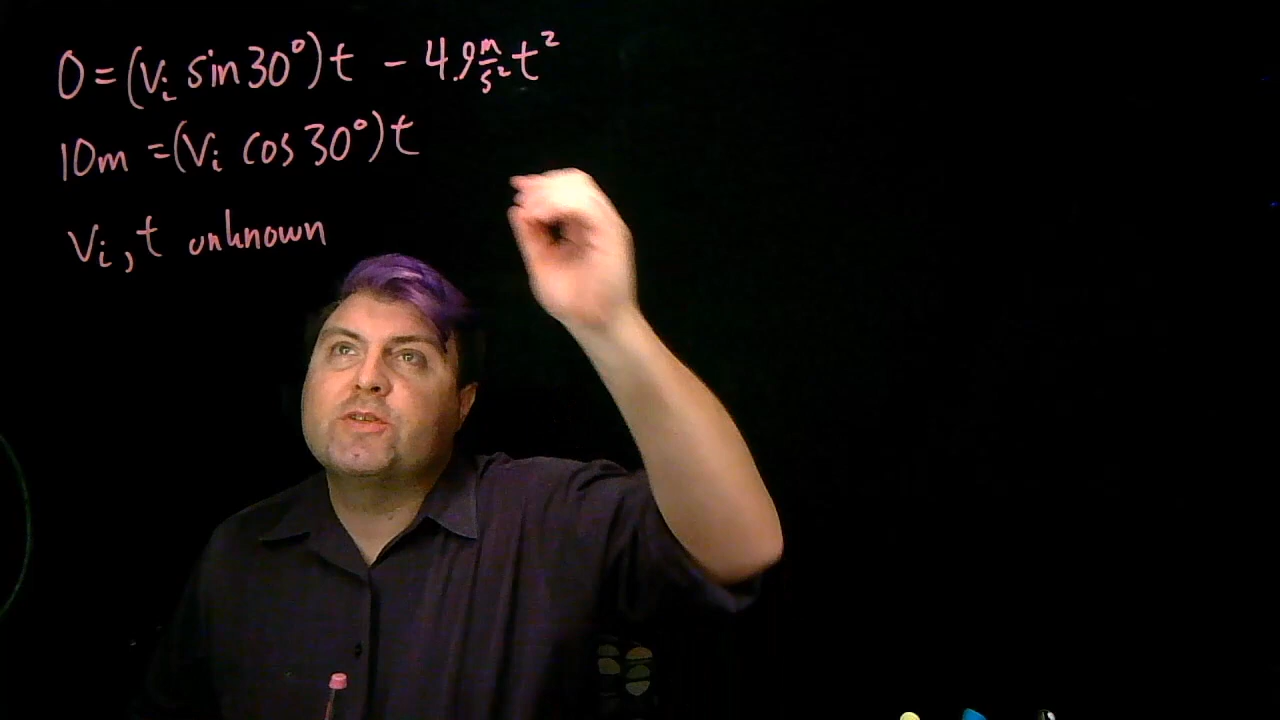 0 = (vᵢ sin 30°) t − 4.9 m/s² t²
10m = (vᵢ cos 30°) t
vᵢ, t unknown